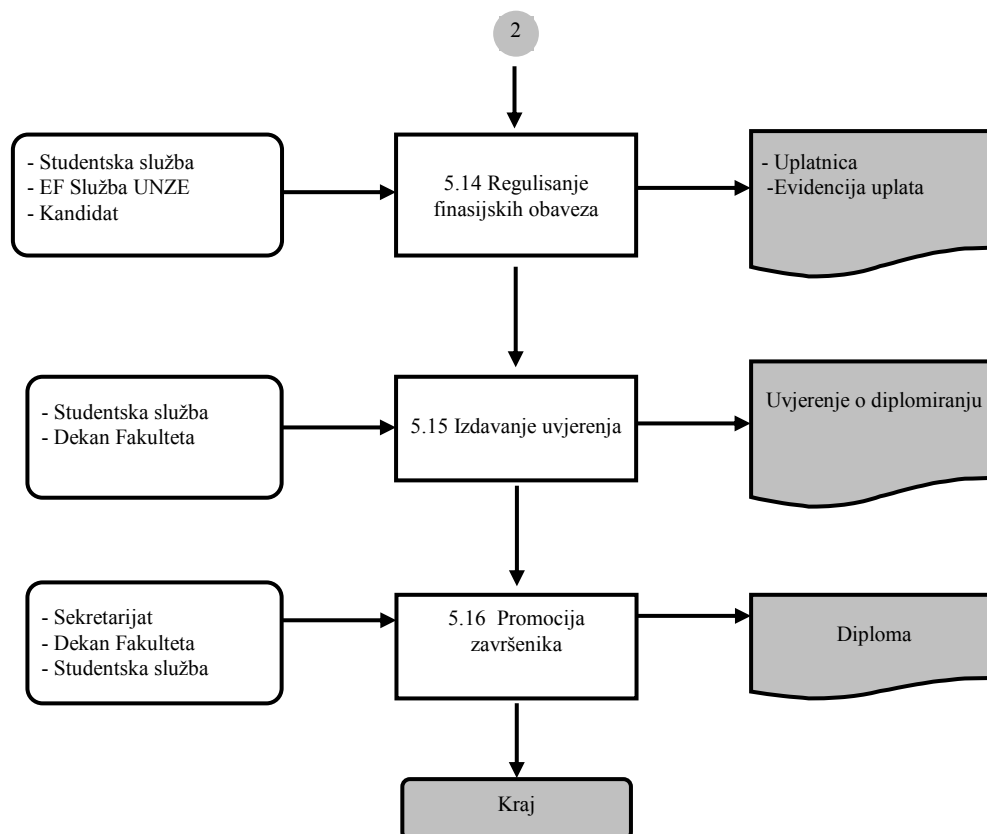 2
- Studentska služba
- EF Služba UNZE
- Kandidat
5.14 Regulisanje
finasijskih obaveza
- Uplatnica
-Evidencija uplata
- Studentska služba
- Dekan Fakulteta
5.15 Izdavanje uvjerenja
Uvjerenje o diplomiranju
- Sekretarijat
- Dekan Fakulteta
- Studentska služba
5.16 Promocija
završenika
Diploma
Kraj